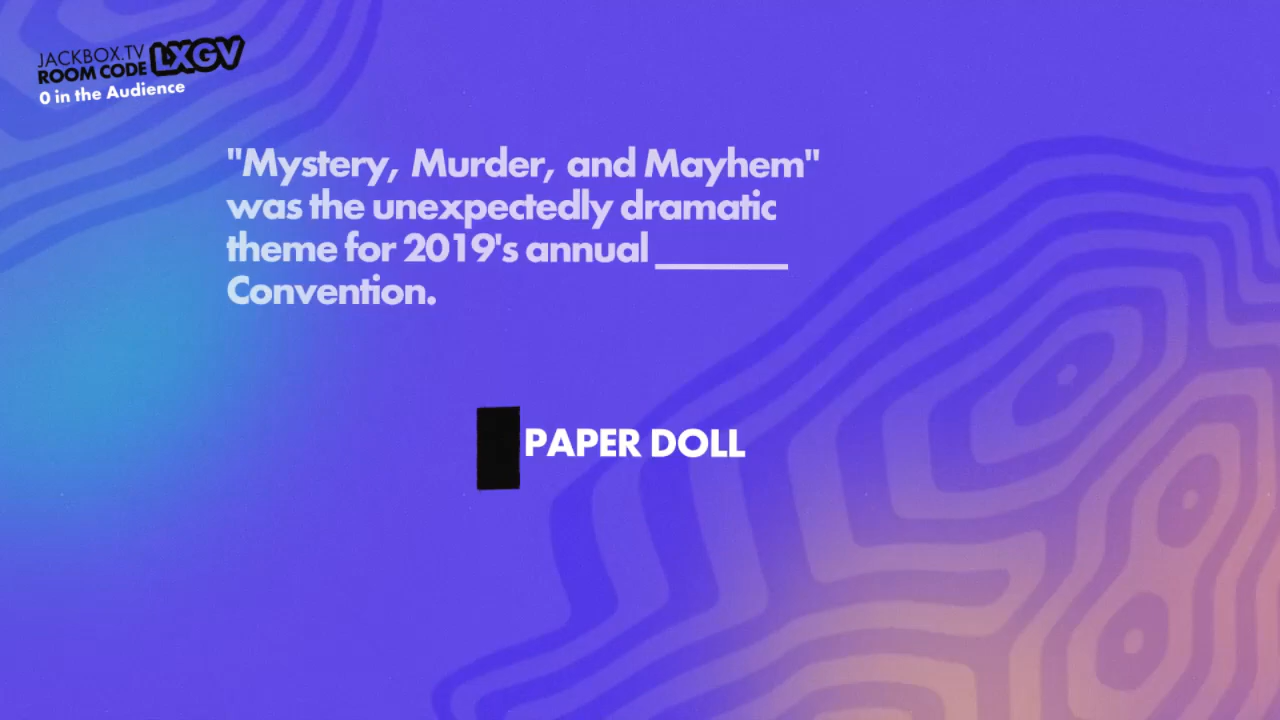 JACKBOX.TV
ROOM CODE LXGV
0 in the Audience
"Mystery, Murder, and Mayhem"
was the unexpectedly dramatic
theme for 2019's annual ______
Convention.
PAPER DOLL